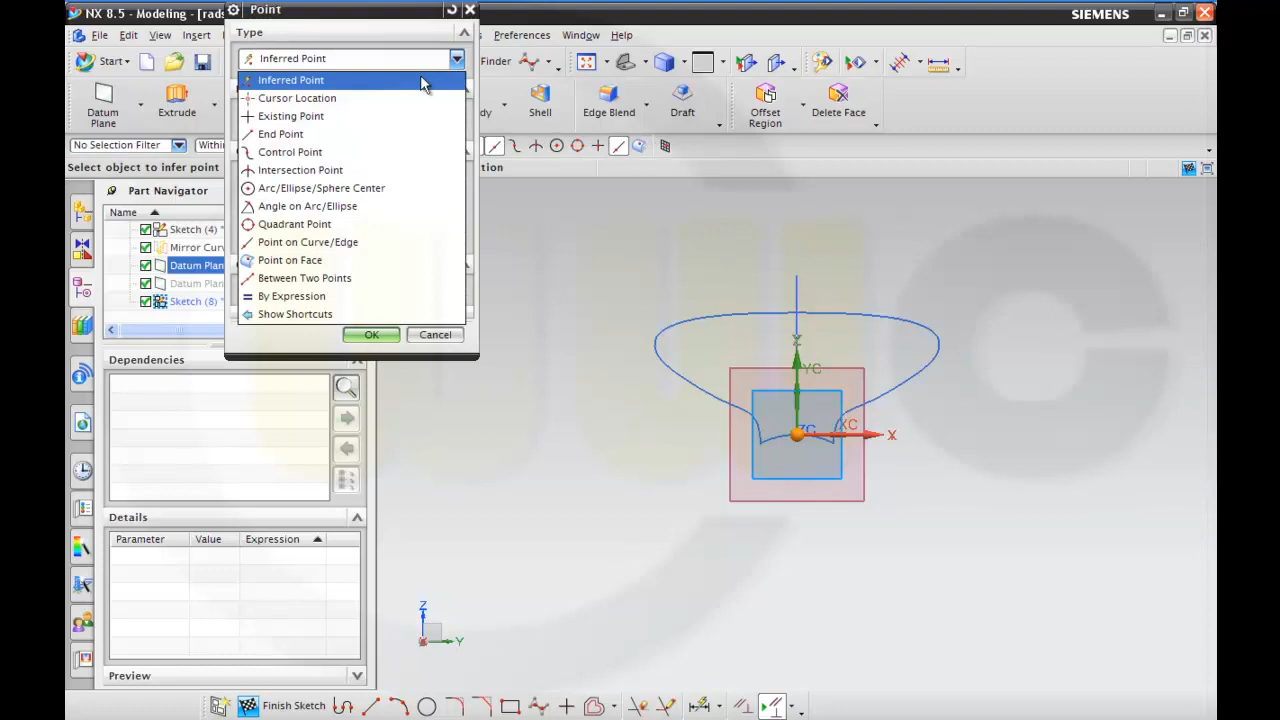 NX 8.5 - Modeling - [rads
SIEMENS
Point
File Edit View Insert
Preferences Window Help
Type
Start
Inferred Point
Finder
Inferred Point
Cursor Location
Existing Point
End Point
Control Point
Intersection Point
Arc/Ellipse/Sphere Center
Angle on Arc/Ellipse
Quadrant Point
Point on Curve/Edge
Point on Face
Between Two Points
By Expression
Show Shortcuts
OK Cancel
Datum Plane
Extrude
Shell
Edge Blend
Draft
Offset Region
Delete Face
No Selection Filter
Select object to infer point
Part Navigator
Name
Sketch (4) "
Mirror Curv
Datum Plan
Datum Plan
Sketch (8) "
Dependencies
Details
Parameter Value Expression
Preview
Z
YC
ZC
XC
X
Z
Y
Finish Sketch